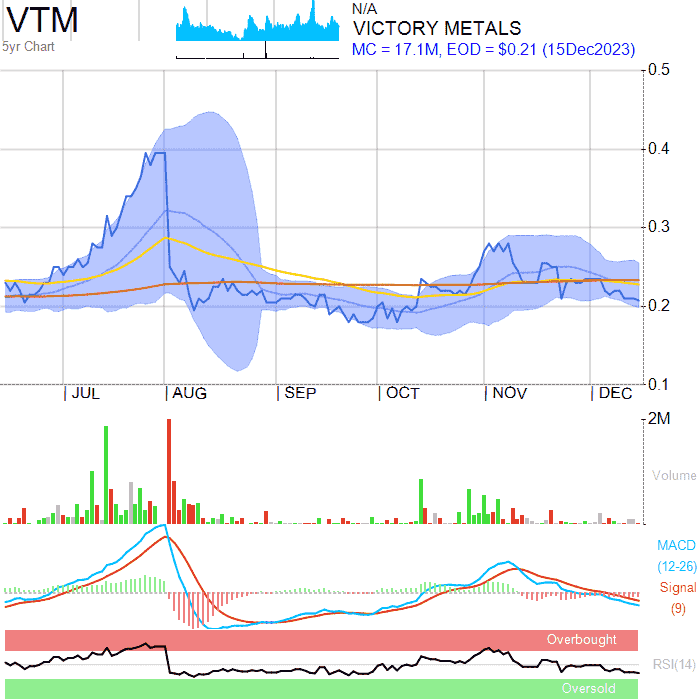 VTM
5yr Chart
N/A
VICTORY METALS
MC = 17.1M, EOD = $0.21 (15Dec2023)
0.5
0.4
0.3
0.2
0.1
JUL AUG SEP OCT NOV DEC
2M
Volume
MACD
(12-26)
Signal
(9)
Overbought
RSI(14)
Oversold